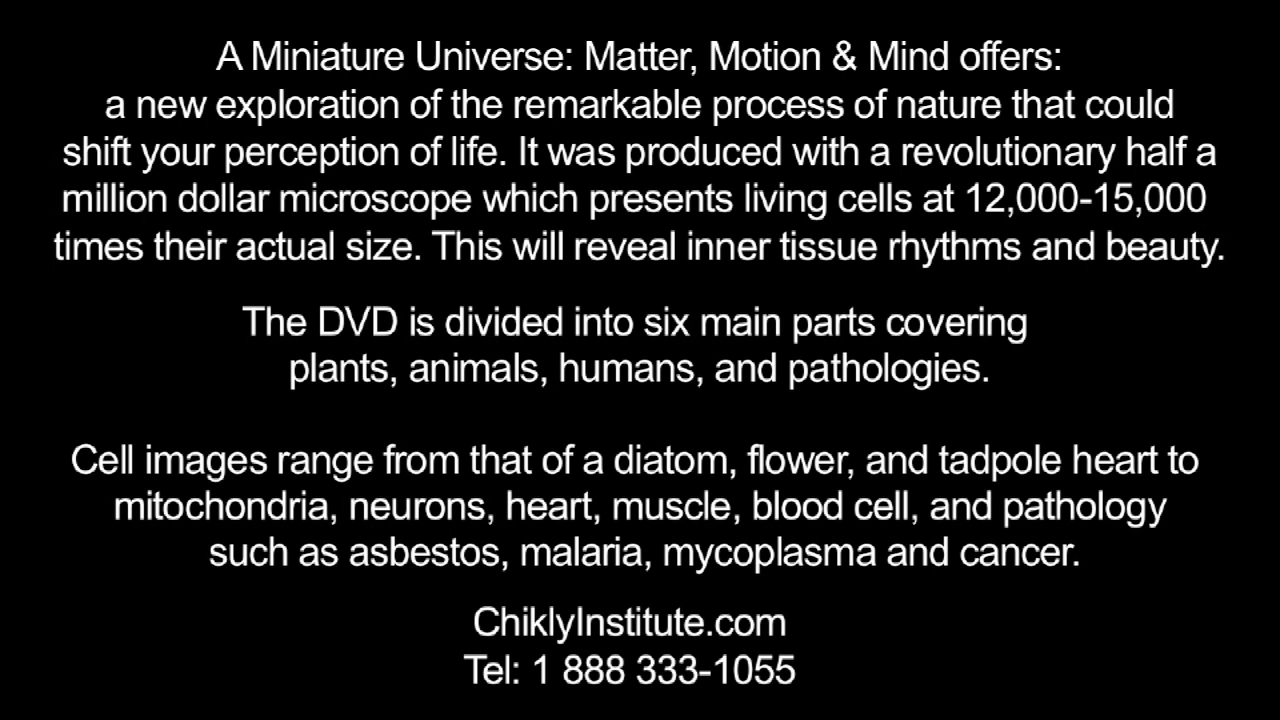 A Miniature Universe: Matter, Motion & Mind offers:
a new exploration of the remarkable process of nature that could
shift your perception of life. It was produced with a revolutionary half a
million dollar microscope which presents living cells at 12,000-15,000
times their actual size. This will reveal inner tissue rhythms and beauty.
The DVD is divided into six main parts covering
plants, animals, humans, and pathologies.
Cell images range from that of a diatom, flower, and tadpole heart to
mitochondria, neurons, heart, muscle, blood cell, and pathology
such as asbestos, malaria, mycoplasma and cancer.
ChiklyInstitute.com
Tel: 1 888 333-1055